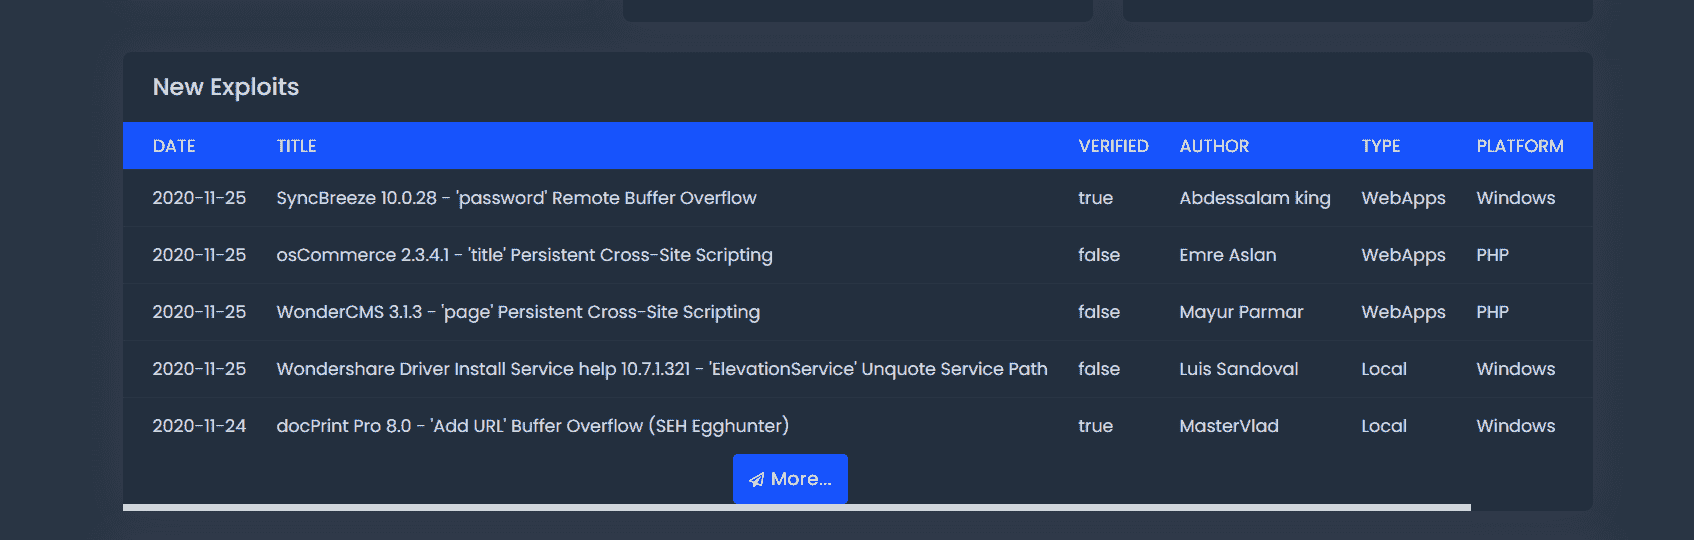 New Exploits
DATE TITLE VERIFIED AUTHOR TYPE PLATFORM
2020-11-25 SyncBreeze 10.0.28 - 'password' Remote Buffer Overflow true Abdessalam king WebApps Windows
2020-11-25 osCommerce 2.3.4.1 - 'title' Persistent Cross-Site Scripting false Emre Aslan WebApps PHP
2020-11-25 WonderCMS 3.1.3 - 'page' Persistent Cross-Site Scripting false Mayur Parmar WebApps PHP
2020-11-25 Wondershare Driver Install Service help 10.7.1.321 - 'ElevationService' Unquote Service Path false Luis Sandoval Local Windows
2020-11-24 docPrint Pro 8.0 - 'Add URL' Buffer Overflow (SEH Egghunter) true MasterVlad Local Windows
More...